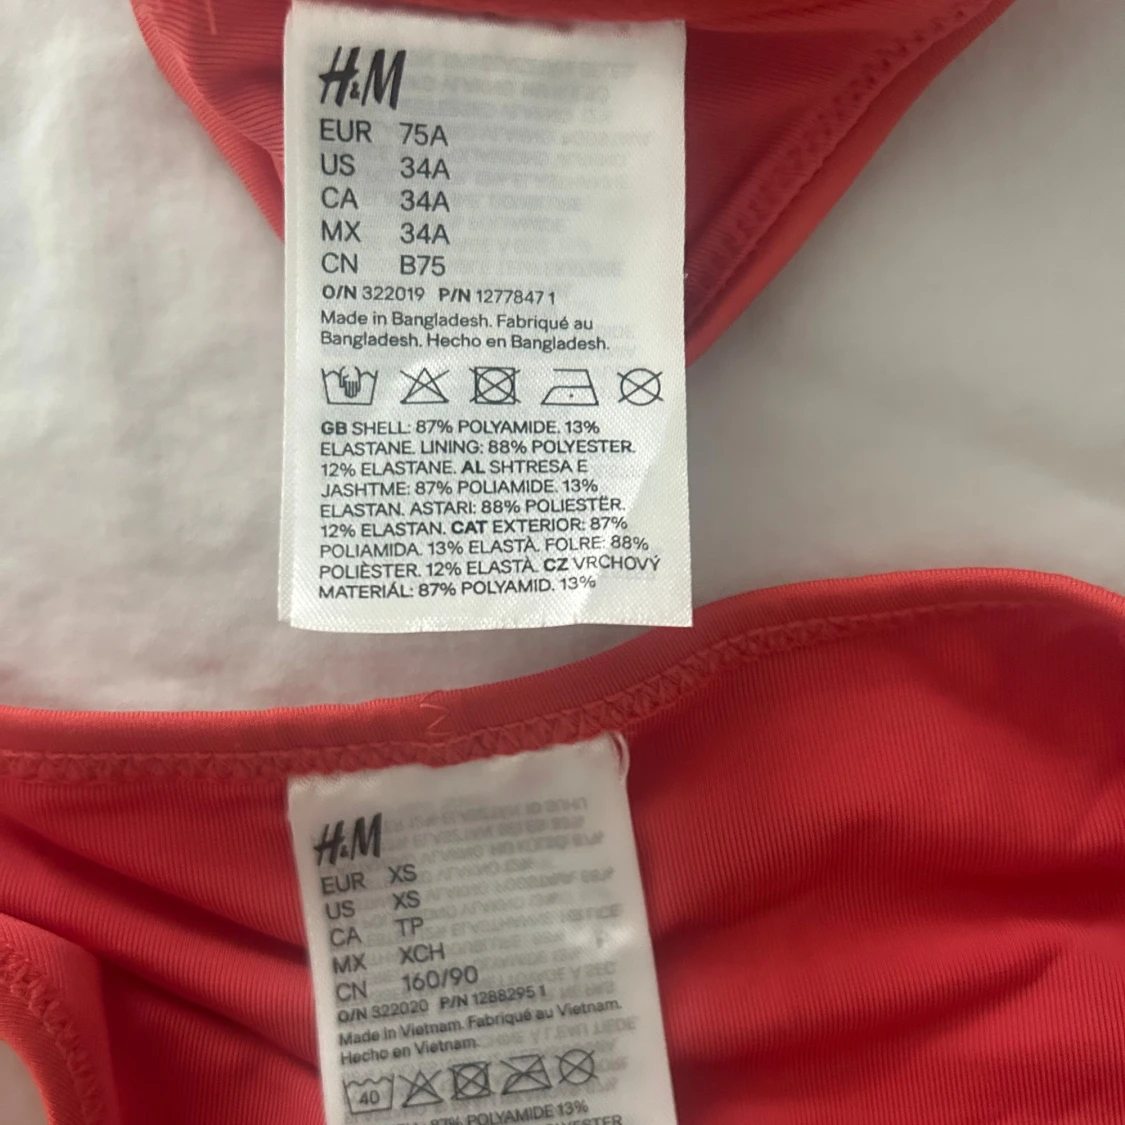 H&M
EUR 75A
US 34A
CA 34A
MX 34A
CN B75
O/N 322019 P/N 1277847 1
Made in Bangladesh. Fabriqué au
Bangladesh. Hecho en Bangladesh.
GB SHELL: 87% POLYAMIDE. 13%
ELASTANE. LINING: 88% POLYESTER.
12% ELASTANE. AL SHTRESA E
JASHTME: 87% POLIAMIDE. 13%
ELASTAN. ASTARI: 88% POLIESTËR.
12% ELASTAN. CAT EXTERIOR: 87%
POLIAMIDA. 13% ELASTÀ. FOLRE: 88%
POLIÈSTER. 12% ELASTÀ. CZ VRCHOVÝ
MATERIÁL: 87% POLYAMID. 13%
H&M
EUR XS
US XS
CA TP
MX XCH
CN 160/90
O/N 322020 P/N 1288295 1
Made in Vietnam. Fabriqué au Vietnam.
Hecho en Vietnam.
40
87% POLYAMIDE 13%